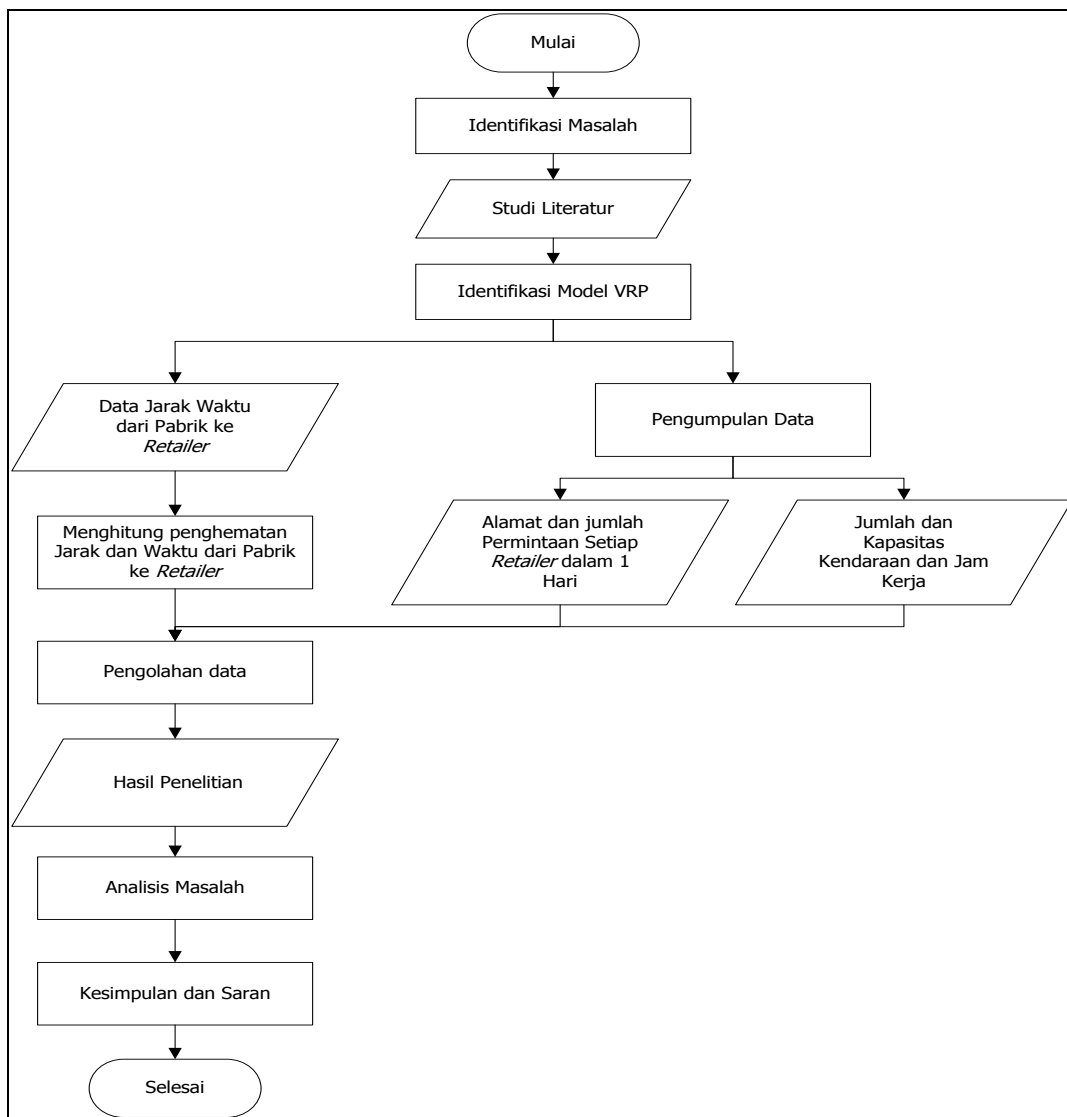 Mulai
Identifikasi Masalah
Studi Literatur
Identifikasi Model VRP
Data Jarak Waktu
dari Pabrik ke
Retailer
Pengumpulan Data
Menghitung penghematan
Jarak dan Waktu dari Pabrik
ke Retailer
Alamat dan jumlah
Permintaan Setiap
Retailer dalam 1
Hari
Jumlah dan
Kapasitas
Kendaraan dan Jam
Kerja
Pengolahan data
Hasil Penelitian
Analisis Masalah
Kesimpulan dan Saran
Selesai